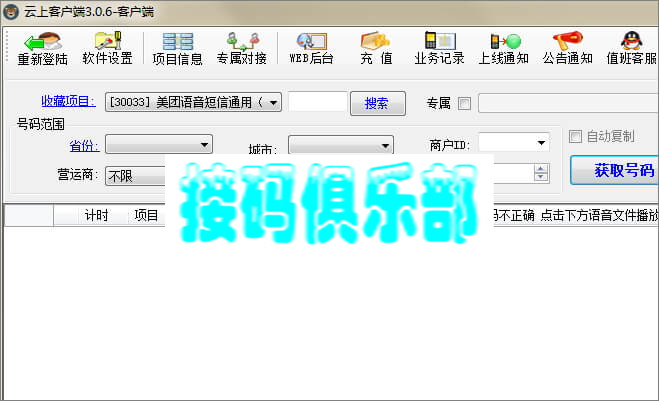 云上客户端3.0.6-客户端
重新登陆 软件设置 项目信息 专属对接 WEB后台 充 值 业务记录 上线通知 公告通知 值班客服
收藏项目: [30033] 美团语音短信通用（ 搜索 专属
号码范围
省份: 城市: 商户ID: 自动复制
营运商: 不限 获取号码
接码俱乐部
计时 项目 码不正确 点击下方语音文件播放